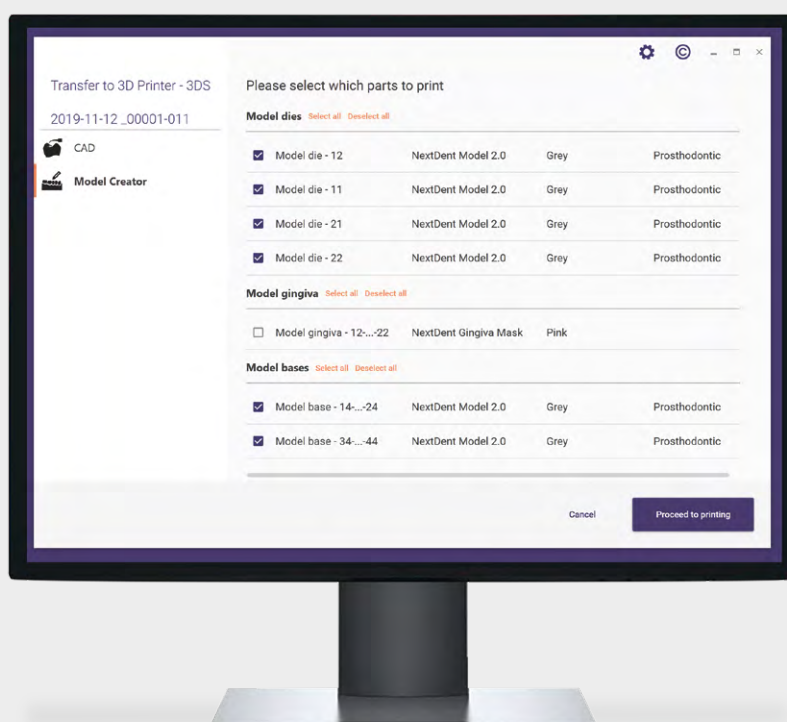 Transfer to 3D Printer - 3DS
2019-11-12 _00001-011
CAD
Model Creator
©
Please select which parts to print
Model dies Select all Deselect all
Model die - 12 NextDent Model 2.0 Grey Prosthodontic
Model die - 11 NextDent Model 2.0 Grey Prosthodontic
Model die - 21 NextDent Model 2.0 Grey Prosthodontic
Model die - 22 NextDent Model 2.0 Grey Prosthodontic
Model gingiva Select all Deselect all
Model gingiva - 12-...-22 NextDent Gingiva Mask Pink
Model bases Select all Deselect all
Model base - 14-...-24 NextDent Model 2.0 Grey Prosthodontic
Model base - 34-...-44 NextDent Model 2.0 Grey Prosthodontic
Cancel Proceed to printing